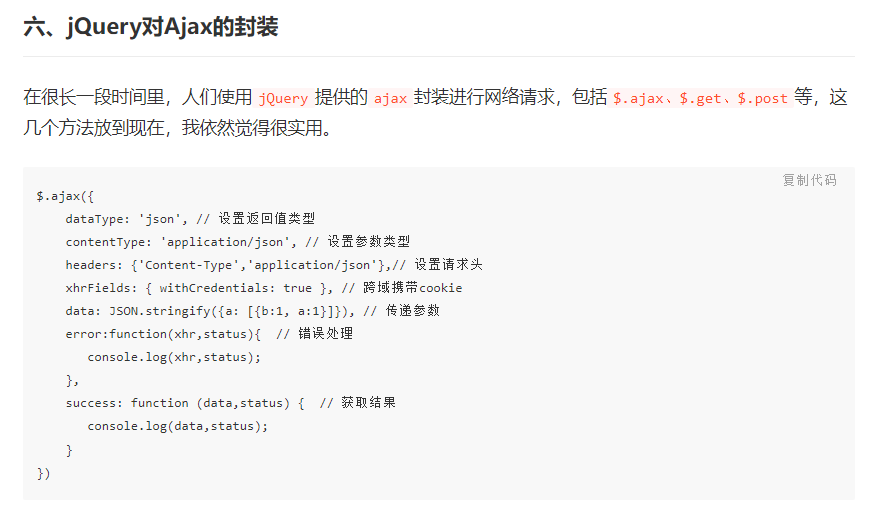 六、jQuery对Ajax的封装
在很长一段时间里，人们使用 jQuery 提供的 ajax 封装进行网络请求，包括 $.ajax、$.get、$.post 等，这
几个方法放到现在，我依然觉得很实用。
复制代码
$.ajax({
    dataType: 'json', // 设置返回值类型
    contentType: 'application/json', // 设置参数类型
    headers: {'Content-Type','application/json'},// 设置请求头
    xhrFields: { withCredentials: true }, // 跨域携带cookie
    data: JSON.stringify({a: [{b:1, a:1}]}), // 传递参数
    error:function(xhr,status){  // 错误处理
       console.log(xhr,status);
    },
    success: function (data,status) {  // 获取结果
       console.log(data,status);
    }
})